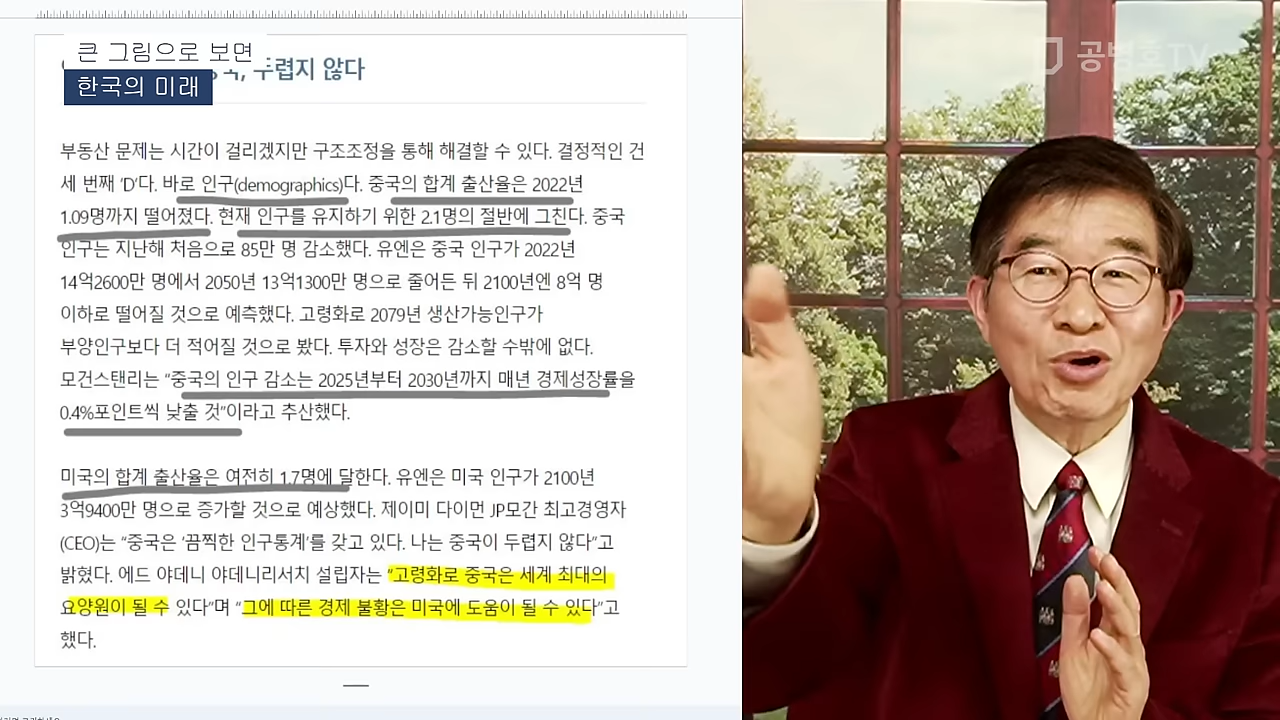 큰 그림으로 보면
한국의 미래
두렵지 않다
공병호TV
부동산 문제는 시간이 걸리겠지만 구조조정을 통해 해결할 수 있다. 결정적인 건
세 번째 ‘D’다. 바로 인구(demographics)다. 중국의 합계 출산율은 2022년
1.09명까지 떨어졌다. 현재 인구를 유지하기 위한 2.1명의 절반에 그친다. 중국
인구는 지난해 처음으로 85만 명 감소했다. 유엔은 중국 인구가 2022년
14억2600만 명에서 2050년 13억1300만 명으로 줄어든 뒤 2100년엔 8억 명
이하로 떨어질 것으로 예측했다. 고령화로 2079년 생산가능인구가
부양인구보다 더 적어질 것으로 봤다. 투자와 성장은 감소할 수밖에 없다.
모건스탠리는 “중국의 인구 감소는 2025년부터 2030년까지 매년 경제성장률을
0.4%포인트씩 낮출 것”이라고 추산했다.
미국의 합계 출산율은 여전히 1.7명에 달한다. 유엔은 미국 인구가 2100년
3억9400만 명으로 증가할 것으로 예상했다. 제이미 다이먼 JP모간 최고경영자
(CEO)는 “중국은 ‘끔찍한 인구통계’를 갖고 있다. 나는 중국이 두렵지 않다”고
밝혔다. 에드 야데니 야데니리서치 설립자는 “고령화로 중국은 세계 최대의
요양원이 될 수 있다”며 “그에 따른 경제 불황은 미국에 도움이 될 수 있다”고
했다.